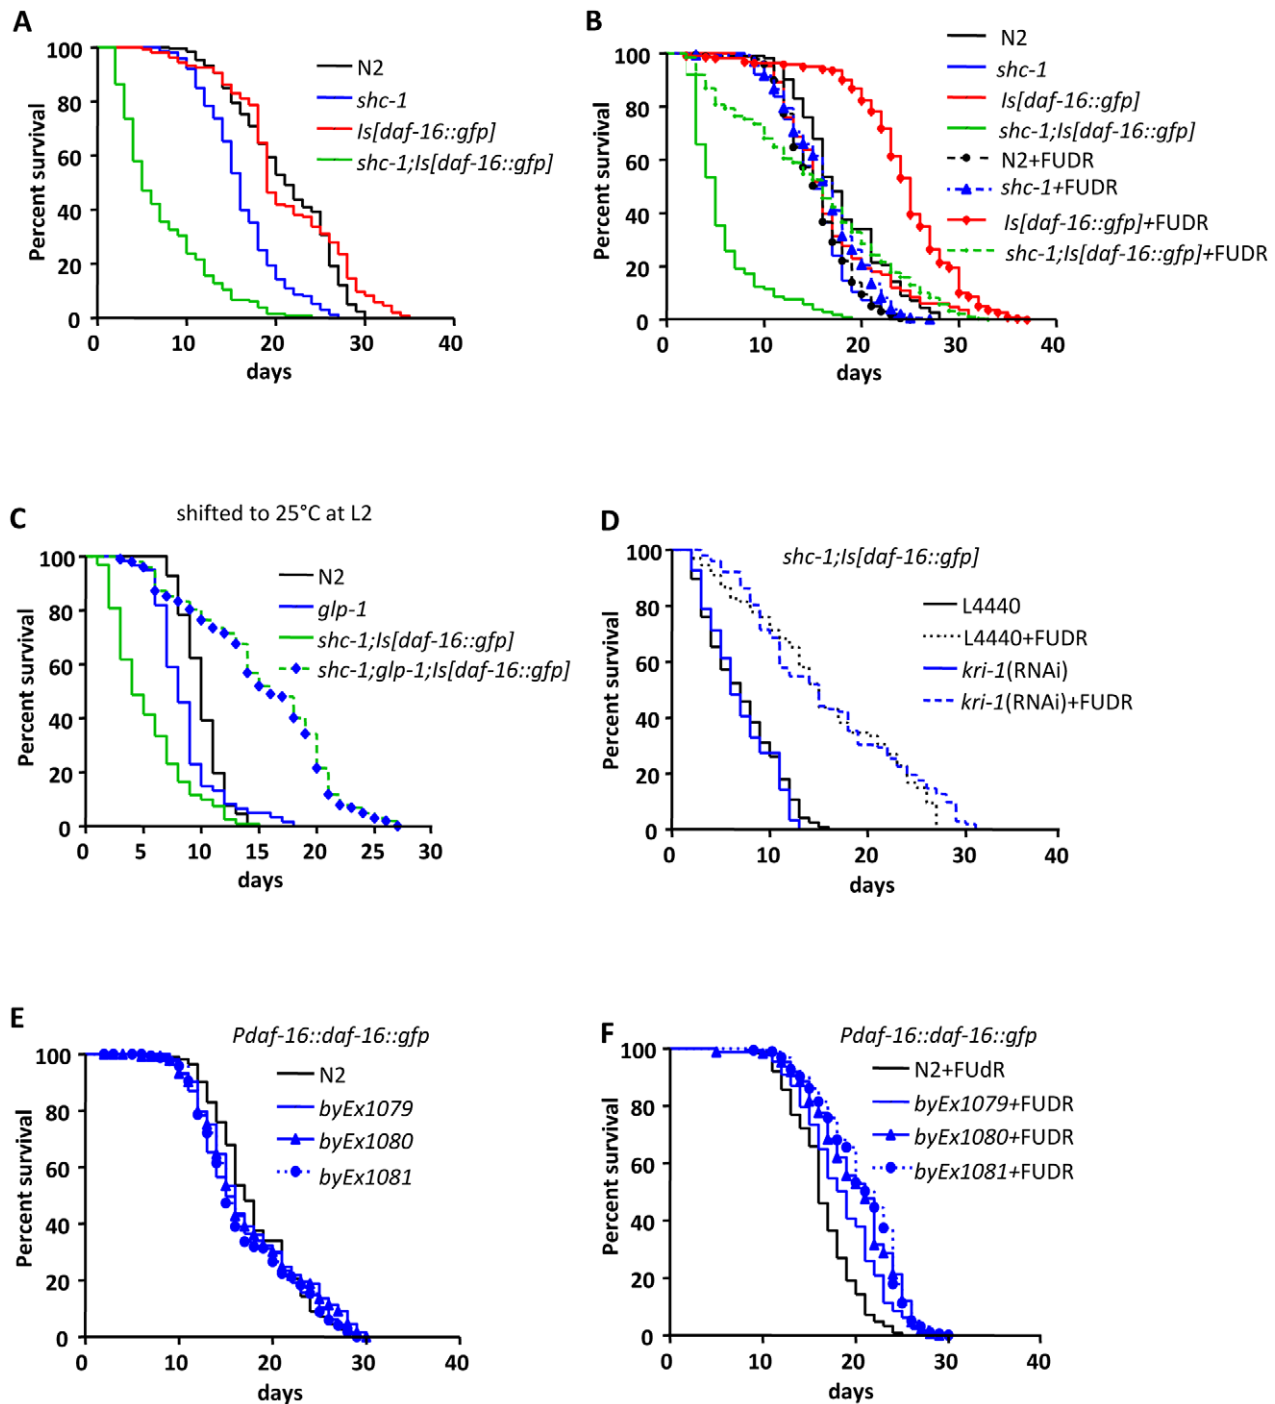 A
100
80
60
40
20
0
0 10 20 30 40
days
Percent survival
N2
shc-1
Is[daf-16::gfp]
shc-1;Is[daf-16::gfp]
B
100
80
60
40
20
0
0 10 20 30 40
days
Percent survival
N2
shc-1
Is[daf-16::gfp]
shc-1;Is[daf-16::gfp]
N2+FUDR
shc-1+FUDR
Is[daf-16::gfp]+FUDR
shc-1;Is[daf-16::gfp]+FUDR
C
shifted to 25°C at L2
100
80
60
40
20
0
0 5 10 15 20 30
days
Percent survival
N2
glp-1
shc-1;Is[daf-16::gfp]
shc-1;glp-1;Is[daf-16::gfp]
D
shc-1;Is[daf-16::gfp]
100
80
60
40
20
0
0 10 20 30 40
days
Percent survival
L4440
L4440+FUDR
kri-1(RNAi)
kri-1(RNAi)+FUDR
E
Pdaf-16::daf-16::gfp
100
80
60
40
20
0
0 10 20 30 40
days
Percent survival
N2
byEx1079
byEx1080
byEx1081
F
Pdaf-16::daf-16::gfp
100
80
60
40
20
0
0 10 20 30 40
days
Percent survival
N2+FUdR
byEx1079+FUDR
byEx1080+FUDR
byEx1081+FUDR